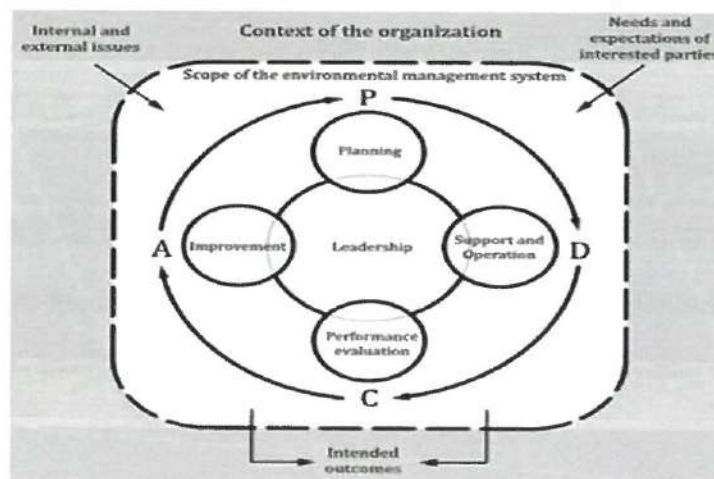 Internal and
external issues
Context of the organization
Needs and
expectations of
interested parties
Scope of the environmental management system
P
Planning
A
Improvement
Leadership
Support and
Operation
D
Performance
evaluation
C
Intended
outcomes